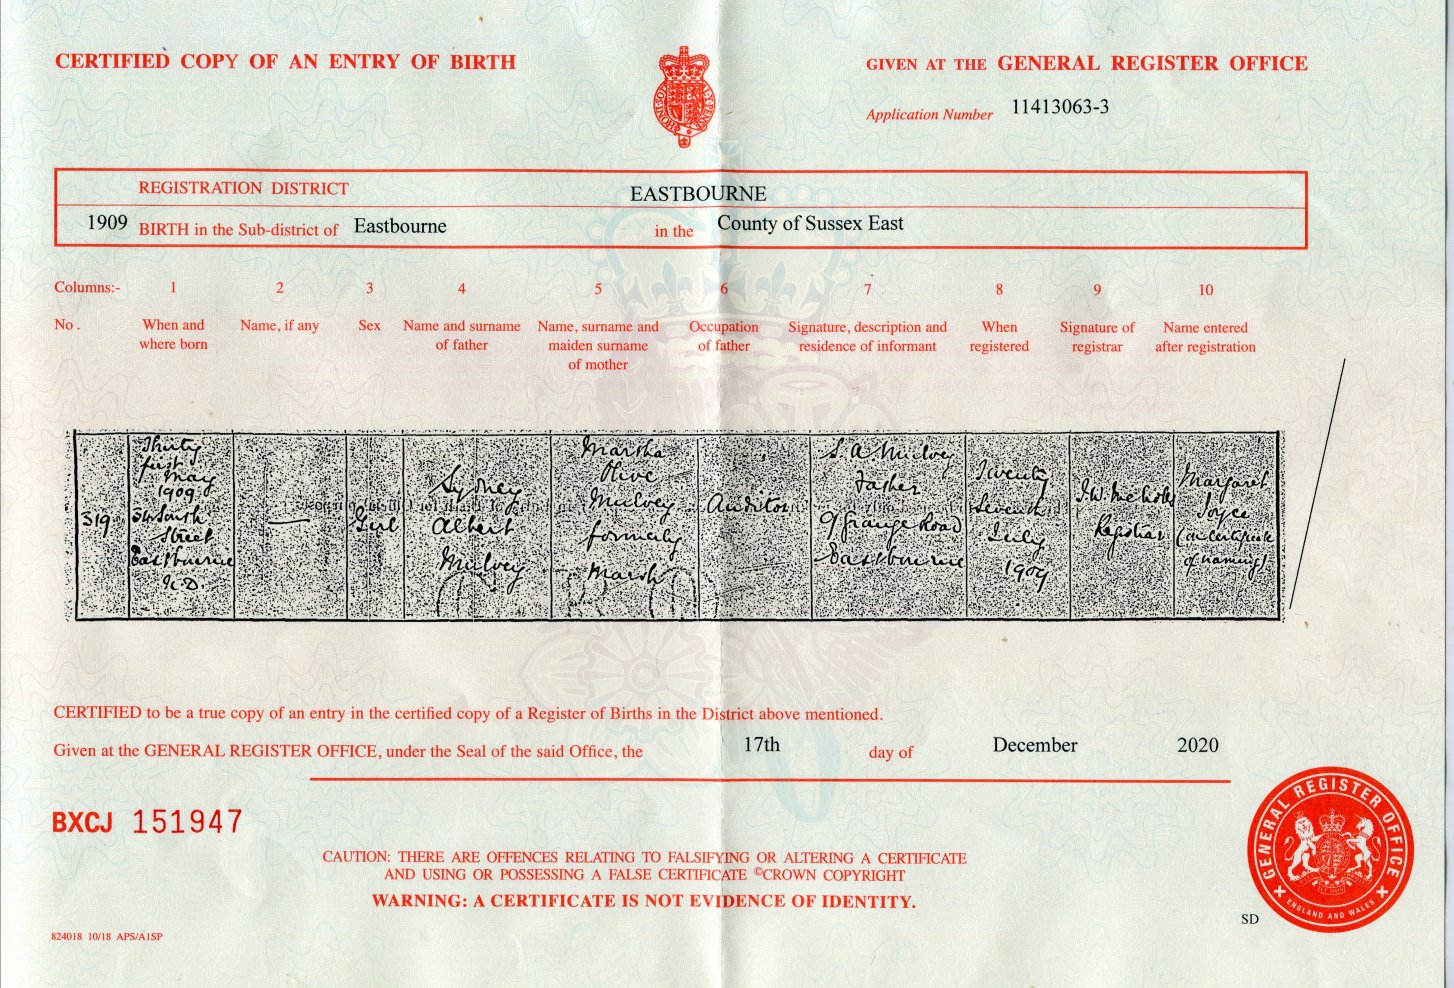 CERTIFIED COPY OF AN ENTRY OF BIRTH
GIVEN AT THE GENERAL REGISTER OFFICE
Application Number 11413063-3
REGISTRATION DISTRICT EASTBOURNE
1909 BIRTH in the Sub-district of Eastbourne in the County of Sussex East
Columns:- 1 2 3 4 5 6 7 8 9 10
No. When and where born
Name, if any
Sex
Name and surname of father
Name, surname and maiden surname of mother
Occupation of father
Signature, description and residence of informant
When registered
Signature of registrar
Name entered after registration
319
Thirty
first
May
1909
34 South
Street
Eastbourne
—
Girl
Sydney
Albert
Mulvey
Marsha
Olive
Mulvey
formerly
Marsh
Auditor
S. A Mulvey
Father
9 Grange Road
Eastbourne
Twenty
Seventh
July
1909
Registrar
Margaret
Joyce
(on certificate
of naming)
CERTIFIED to be a true copy of an entry in the certified copy of a Register of Births in the District above mentioned.
Given at the GENERAL REGISTER OFFICE, under the Seal of the said Office, the 17th day of December 2020
BXCJ 151947
CAUTION: THERE ARE OFFENCES RELATING TO FALSIFYING OR ALTERING A CERTIFICATE
AND USING OR POSSESSING A FALSE CERTIFICATE ©CROWN COPYRIGHT
WARNING: A CERTIFICATE IS NOT EVIDENCE OF IDENTITY.
824018 10/18 APS/A1SP
SD
GENERAL REGISTER OFFICE
ENGLAND AND WALES